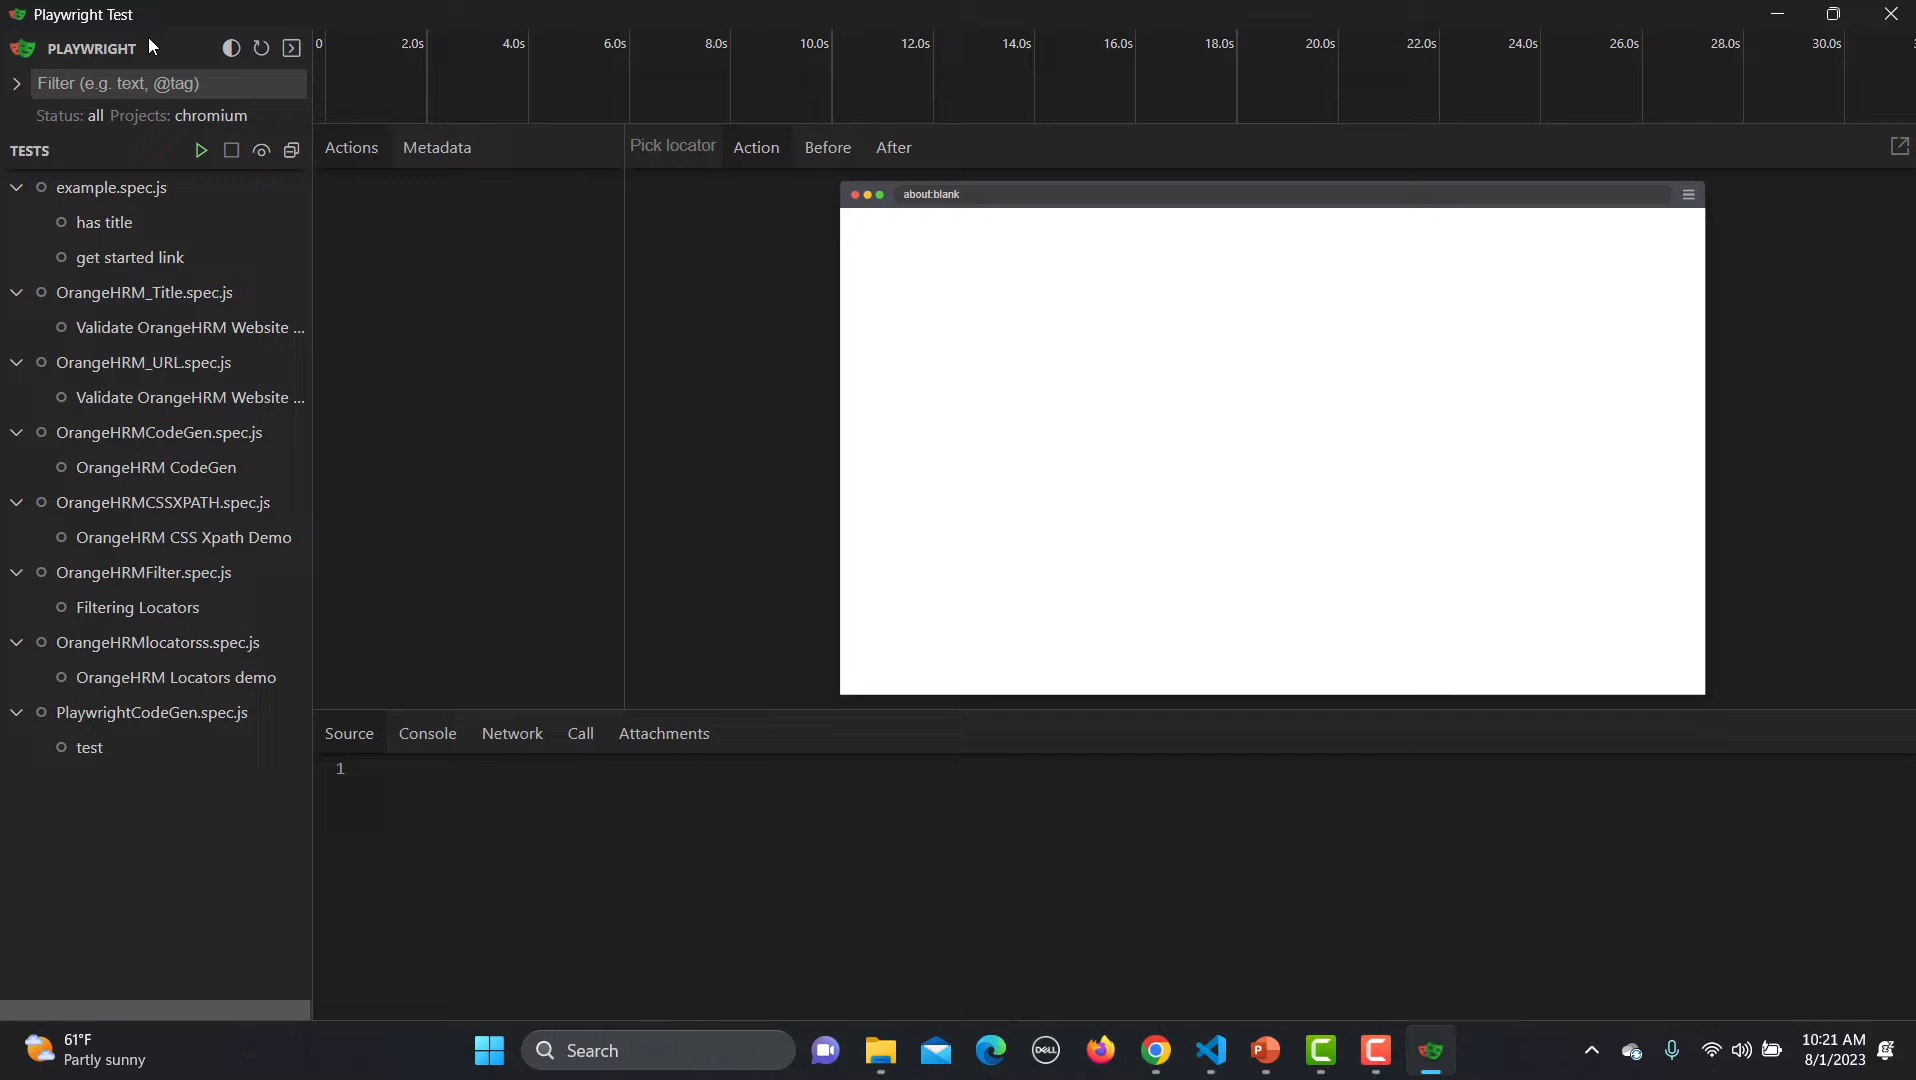 Playwright Test
PLAYWRIGHT
Filter (e.g. text, @tag)
Status: all Projects: chromium
TESTS
example.spec.js
has title
get started link
OrangeHRM_Title.spec.js
Validate OrangeHRM Website ...
OrangeHRM_URL.spec.js
Validate OrangeHRM Website ...
OrangeHRMCodeGen.spec.js
OrangeHRM CodeGen
OrangeHRMCSSXPATH.spec.js
OrangeHRM CSS Xpath Demo
OrangeHRMFilter.spec.js
Filtering Locators
OrangeHRMlocatorss.spec.js
OrangeHRM Locators demo
PlaywrightCodeGen.spec.js
test
0 2.0s 4.0s 6.0s 8.0s 10.0s 12.0s 14.0s 16.0s 18.0s 20.0s 22.0s 24.0s 26.0s 28.0s 30.0s
Actions Metadata
Pick locator Action Before After
about:blank
Source Console Network Call Attachments
1
61°F
Partly sunny
Search
DELL
10:21 AM
8/1/2023